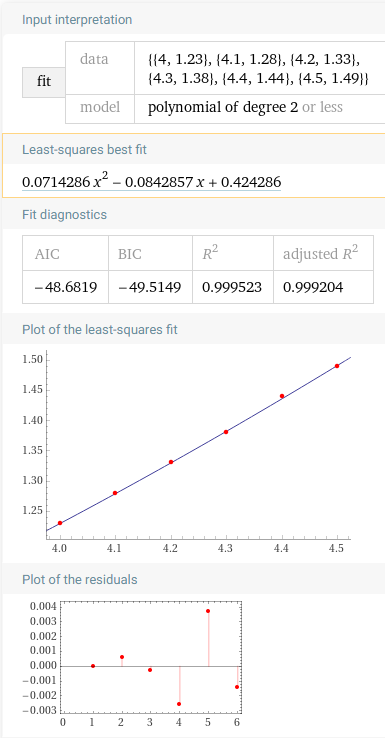 Input interpretation
fit
data
{{4, 1.23}, {4.1, 1.28}, {4.2, 1.33},
{4.3, 1.38}, {4.4, 1.44}, {4.5, 1.49}}
model
polynomial of degree 2 or less
Least-squares best fit
0.0714286 x² − 0.0842857 x + 0.424286
Fit diagnostics
AIC BIC R² adjusted R²
−48.6819 −49.5149 0.999523 0.999204
Plot of the least-squares fit
1.50
1.45
1.40
1.35
1.30
1.25
4.0 4.1 4.2 4.3 4.4 4.5
Plot of the residuals
0.004
0.003
0.002
0.001
0.000
−0.001
−0.002
−0.003
0 1 2 3 4 5 6